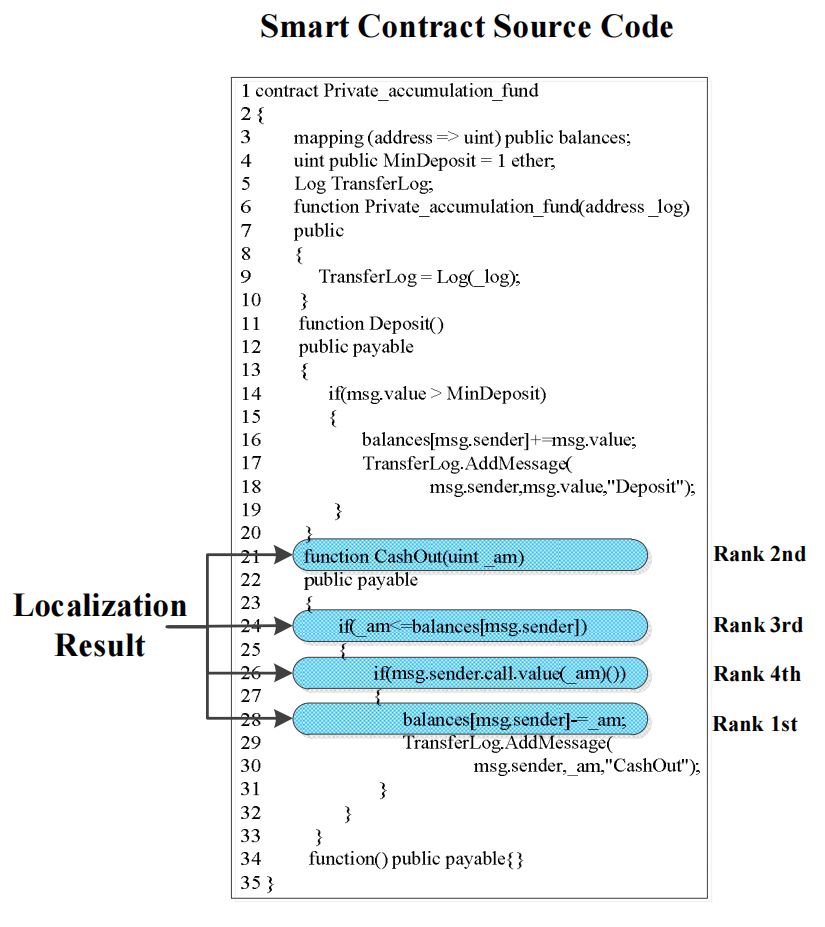 Smart Contract Source Code
1 contract Private_accumulation_fund
2 {
3 mapping (address => uint) public balances;
4 uint public MinDeposit = 1 ether;
5 Log TransferLog;
6 function Private_accumulation_fund(address _log)
7 public
8 {
9 TransferLog = Log(_log);
10 }
11 function Deposit()
12 public payable
13 {
14 if(msg.value > MinDeposit)
15 {
16 balances[msg.sender]+=msg.value;
17 TransferLog.AddMessage(
18 msg.sender,msg.value,"Deposit");
19 }
20 }
21 function CashOut(uint _am) Rank 2nd
22 public payable
23 {
Localization Result
24 if(_am<=balances[msg.sender]) Rank 3rd
25 {
26 if(msg.sender.call.value(_am)()) Rank 4th
27 {
28 balances[msg.sender]-=_am; Rank 1st
29 TransferLog.AddMessage(
30 msg.sender,_am,"CashOut");
31 }
32 }
33 }
34 function() public payable{}
35 }